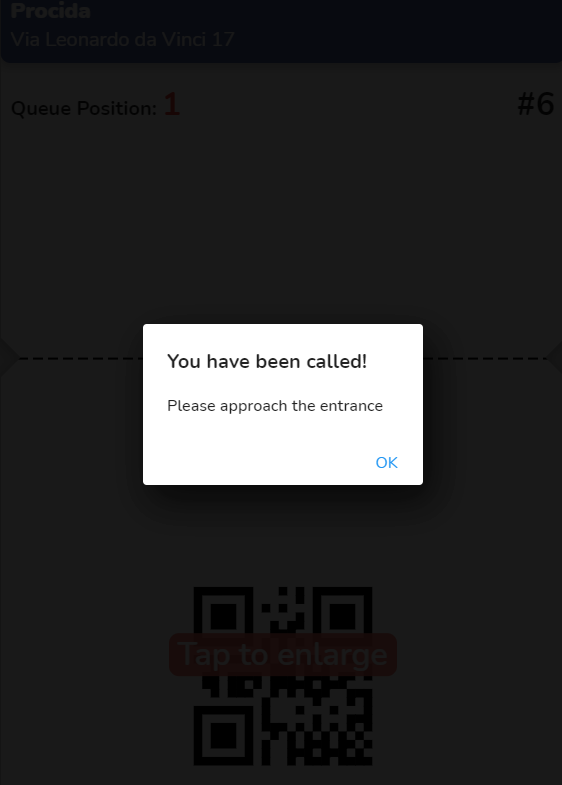 Procida
Via Leonardo da Vinci 17
Queue Position: 1
#6
You have been called!
Please approach the entrance
OK
Tap to enlarge